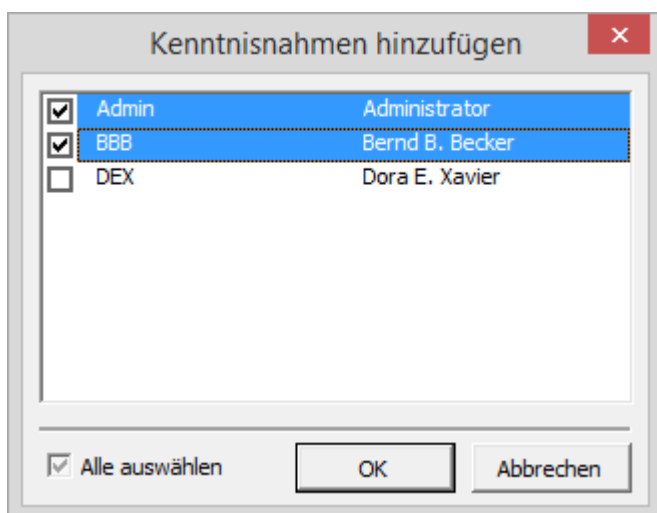 Kenntnisnahmen hinzufügen
Admin Administrator
BBB Bernd B. Becker
DEX Dora E. Xavier
Alle auswählen OK Abbrechen